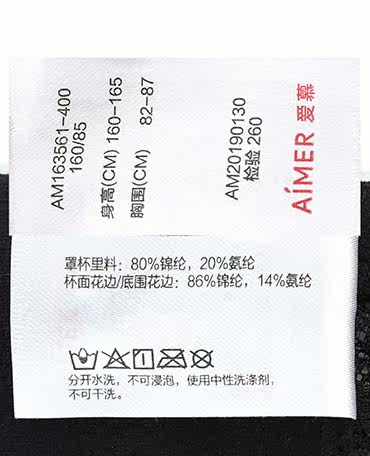 AM163561-400
160/85
身高(CM) 160-165
胸围(CM)   82-87
AM20190130
检验 260
AiMER 爱慕
罩杯里料：80%锦纶，20%氨纶
杯面花边/底围花边：86%锦纶，14%氨纶
分开水洗，不可浸泡，使用中性洗涤剂，
不可干洗。